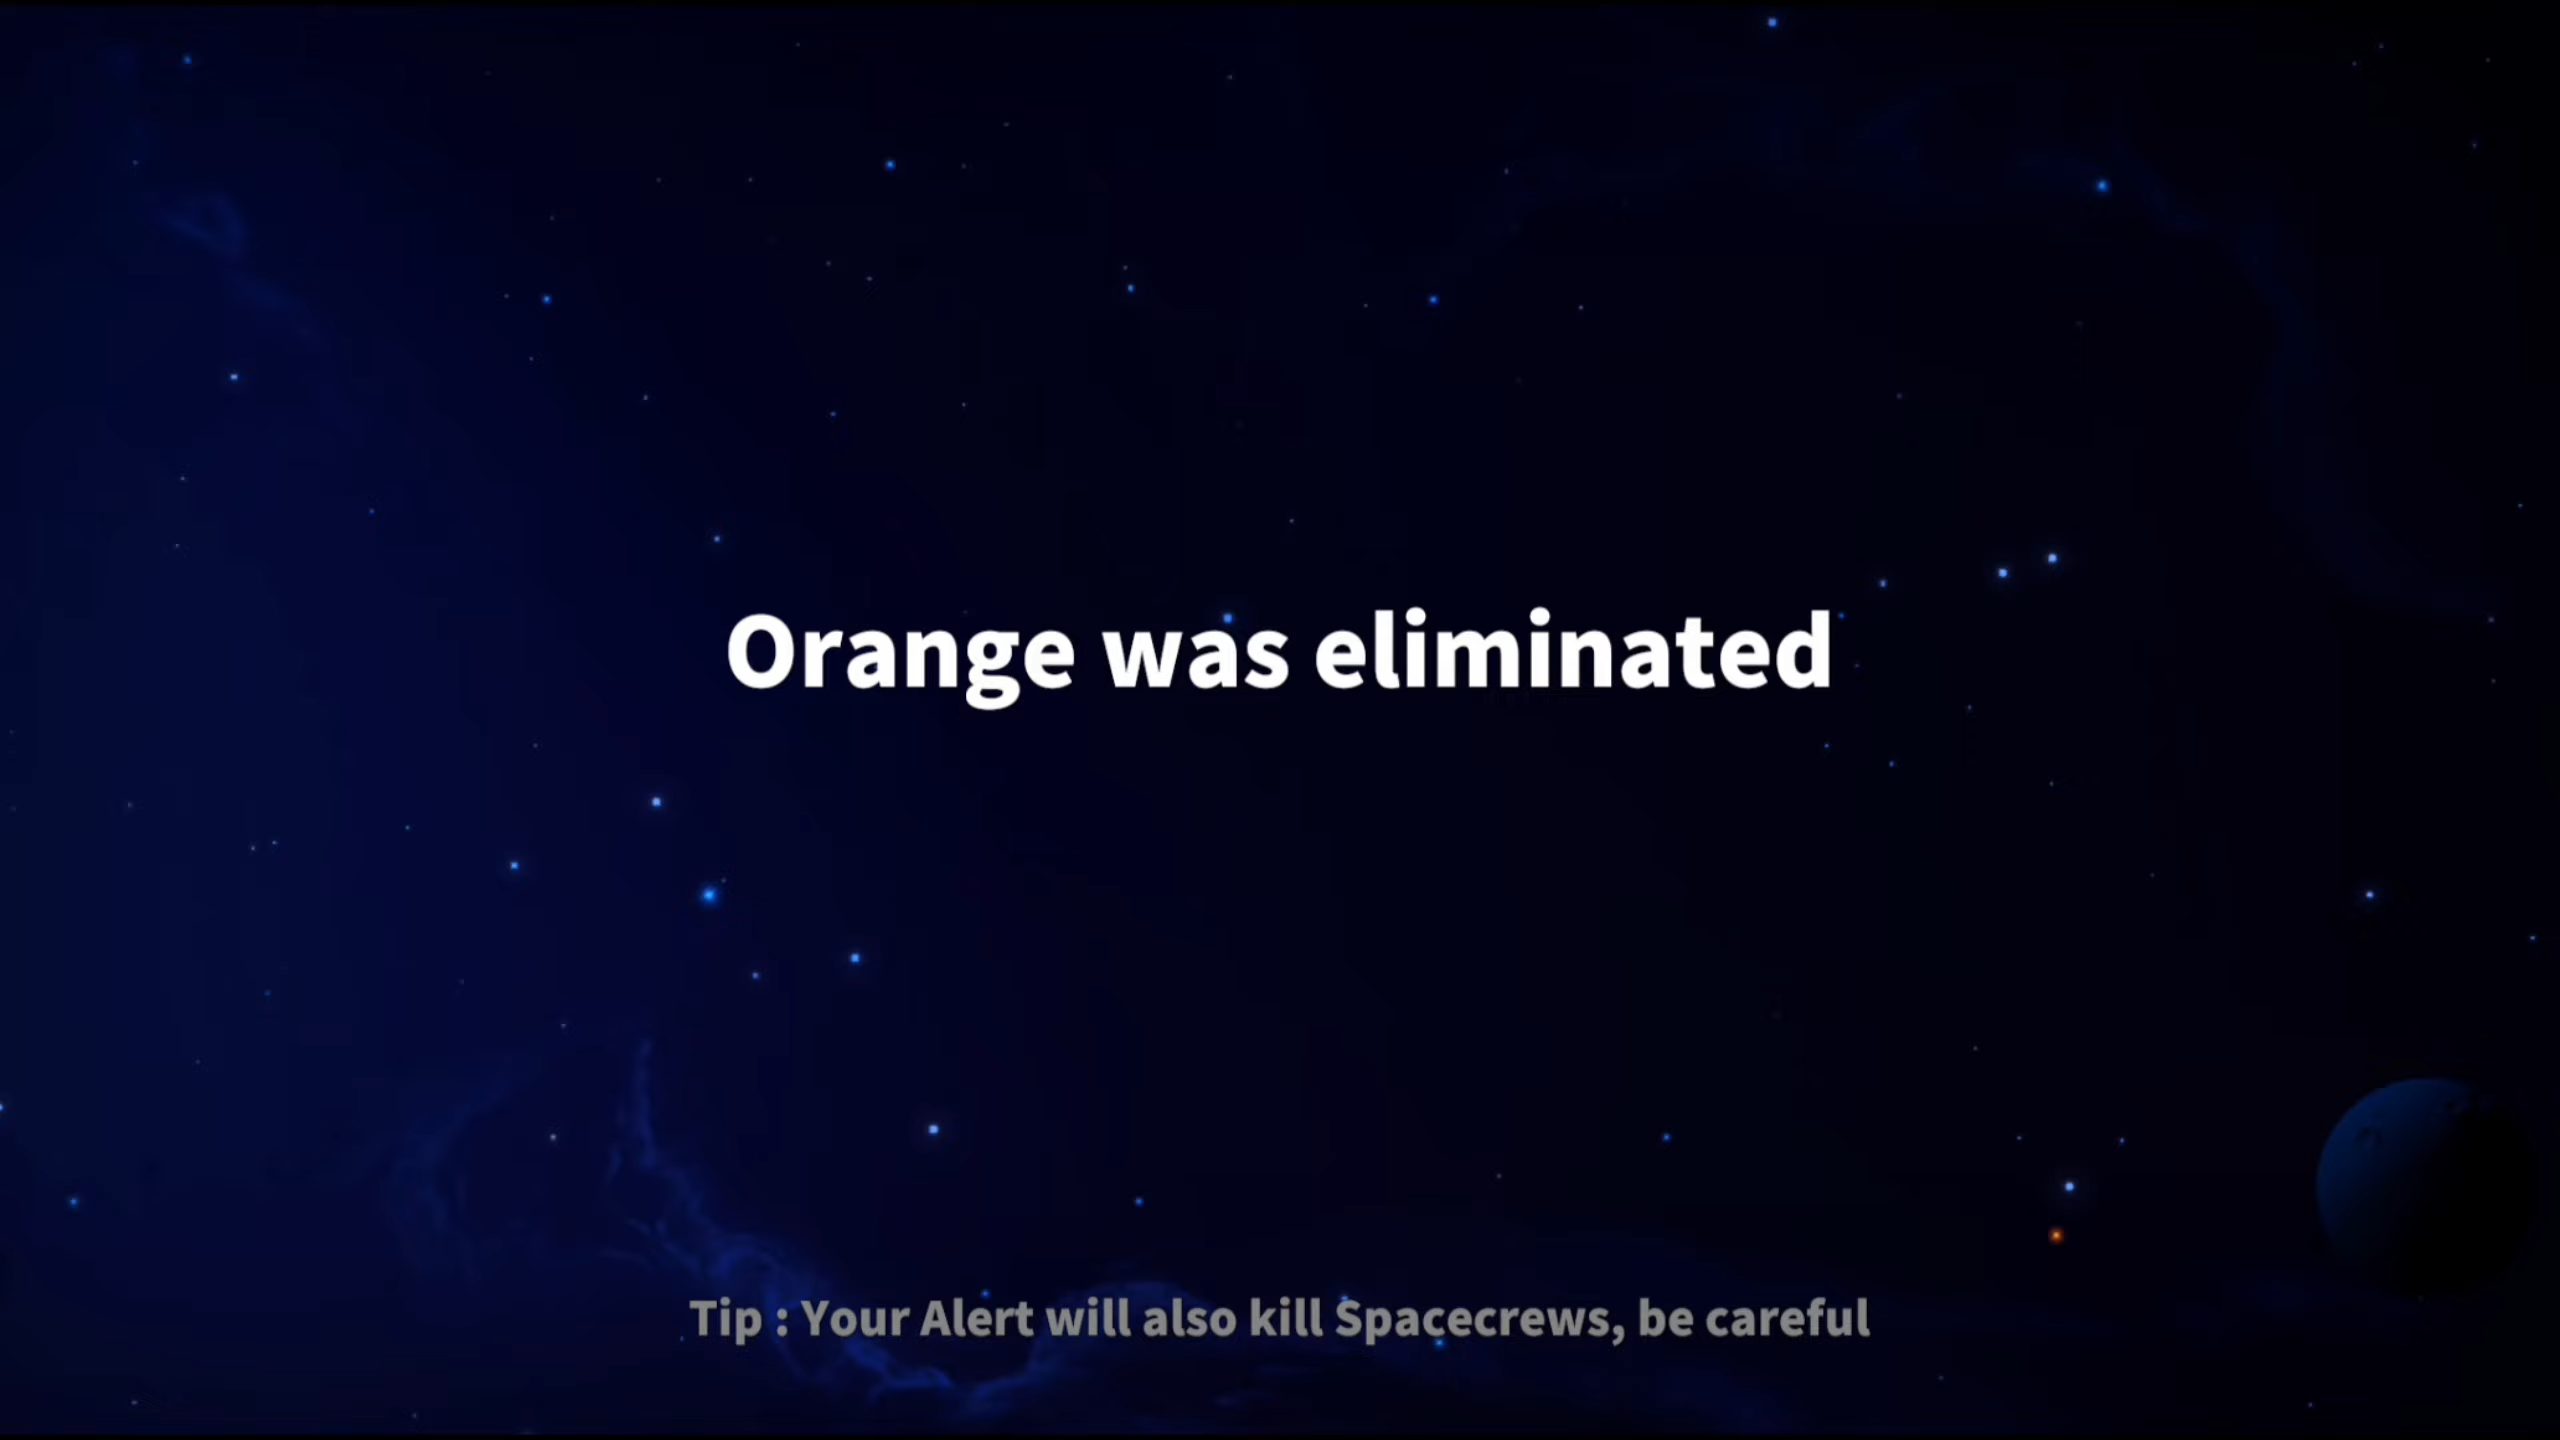 Orange was eliminated
Tip : Your Alert will also kill Spacecrews, be careful